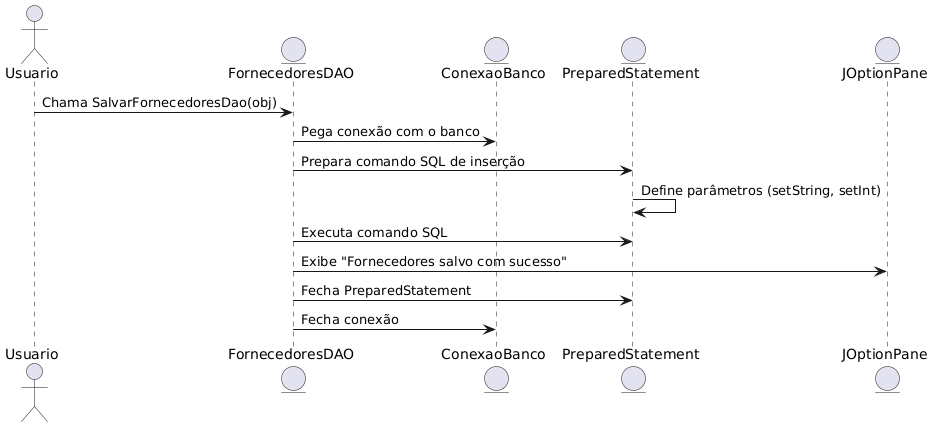 Usuario
FornecedoresDAO
ConexaoBanco
PreparedStatement
JOptionPane
Chama SalvarFornecedoresDao(obj)
Pega conexão com o banco
Prepara comando SQL de inserção
Define parâmetros (setString, setInt)
Executa comando SQL
Exibe "Fornecedores salvo com sucesso"
Fecha PreparedStatement
Fecha conexão
Usuario
FornecedoresDAO
ConexaoBanco
PreparedStatement
JOptionPane